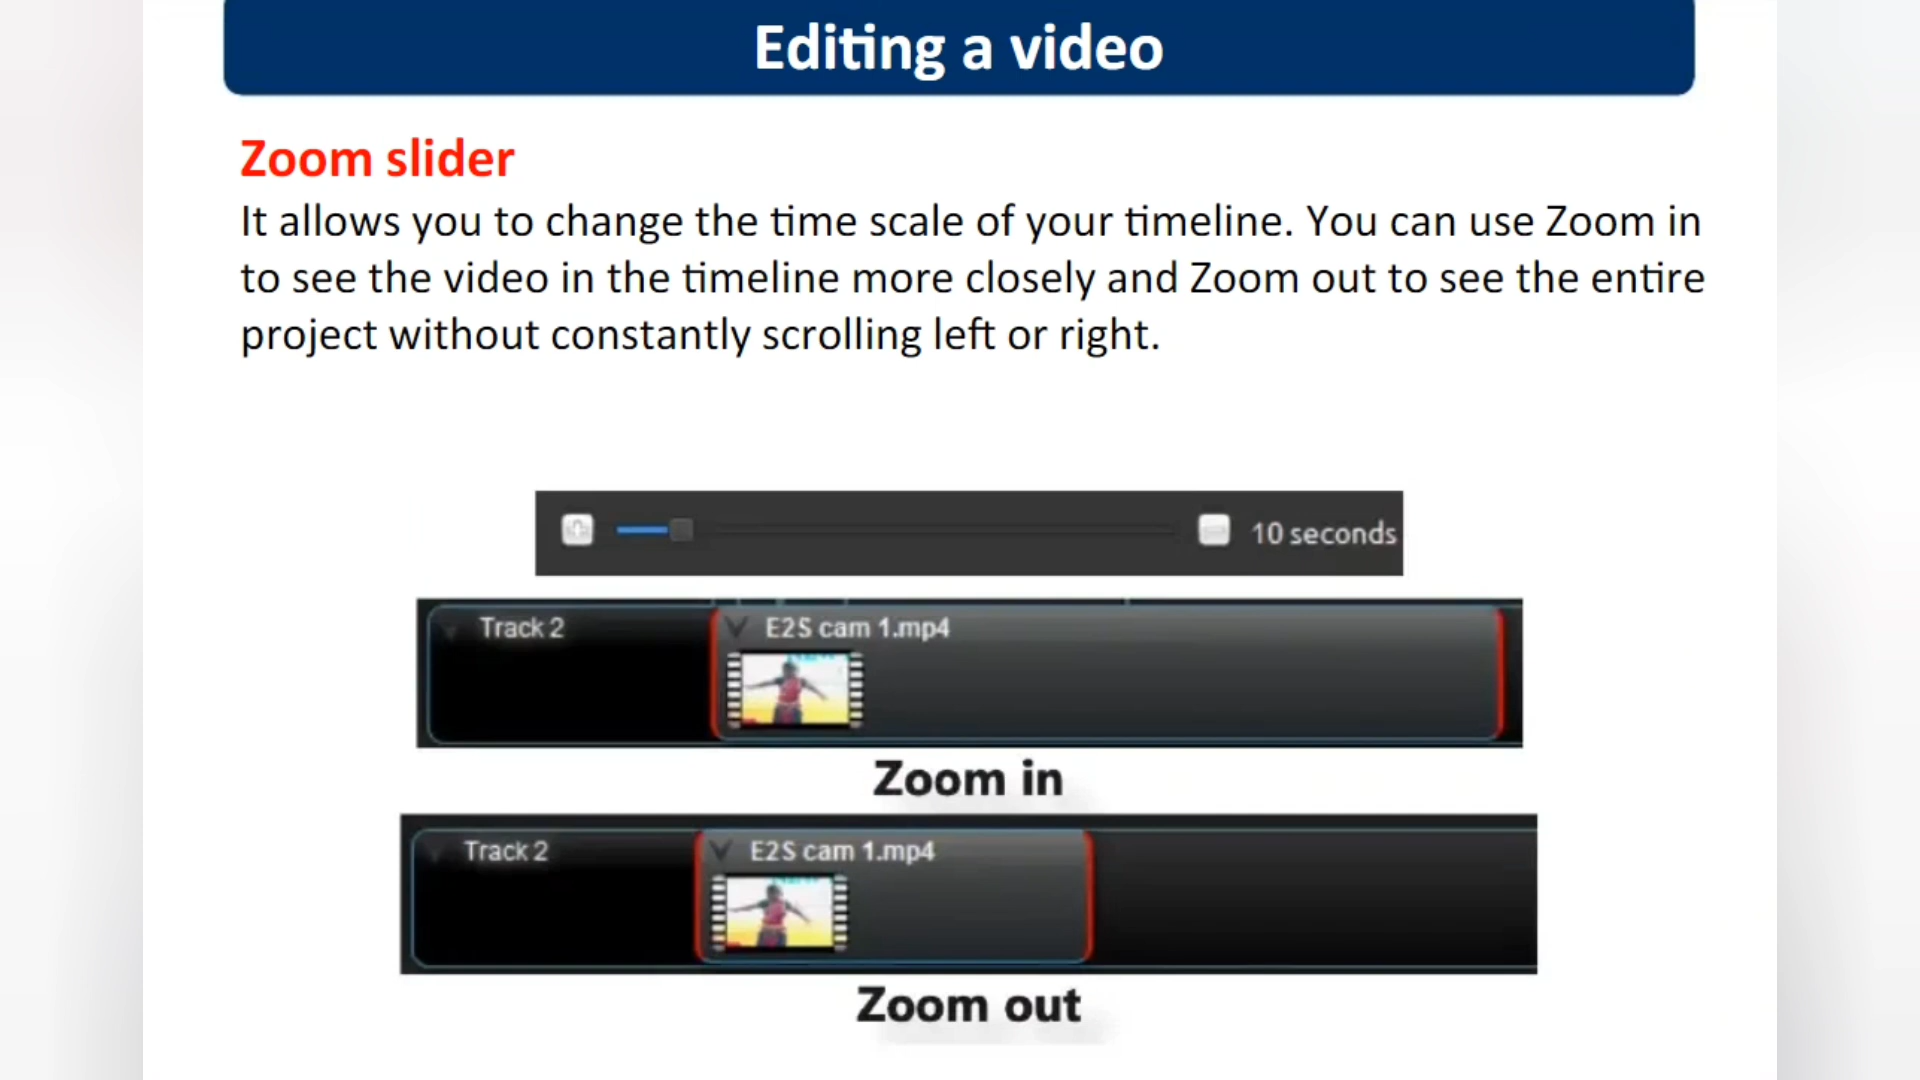 Editing a video
Zoom slider
It allows you to change the time scale of your timeline. You can use Zoom in
to see the video in the timeline more closely and Zoom out to see the entire
project without constantly scrolling left or right.
10 seconds
Track 2
E2S cam 1.mp4
Zoom in
Track 2
E2S cam 1.mp4
Zoom out